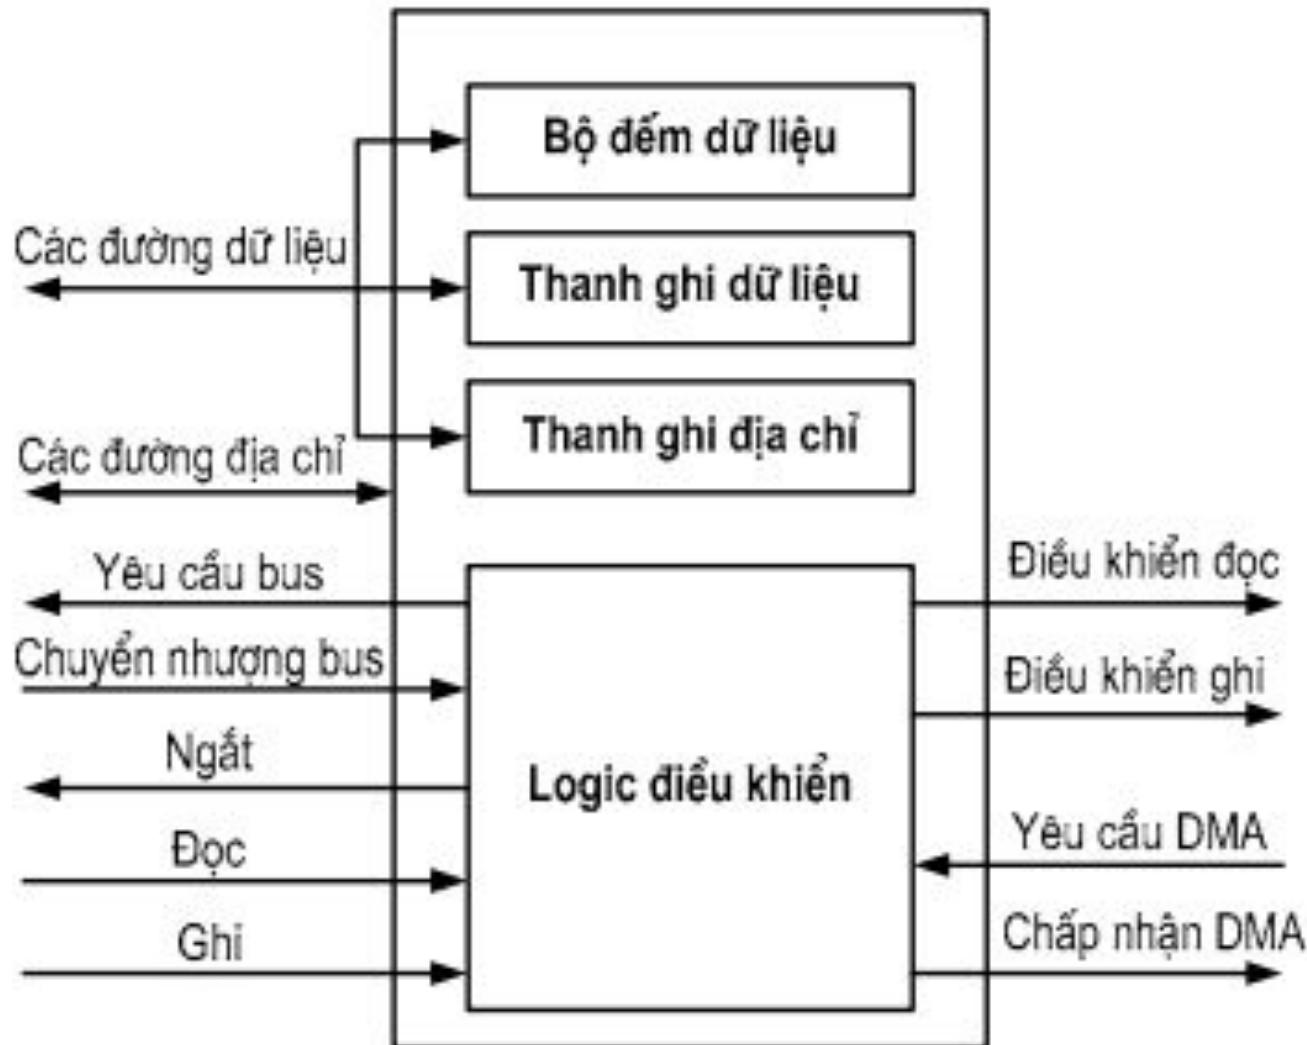 Bộ đếm dữ liệu
Các đường dữ liệu
Thanh ghi dữ liệu
Thanh ghi địa chỉ
Các đường địa chỉ
Yêu cầu bus
Điều khiển đọc
Chuyển nhượng bus
Điều khiển ghi
Ngắt
Logic điều khiển
Đọc
Yêu cầu DMA
Ghi
Chấp nhận DMA